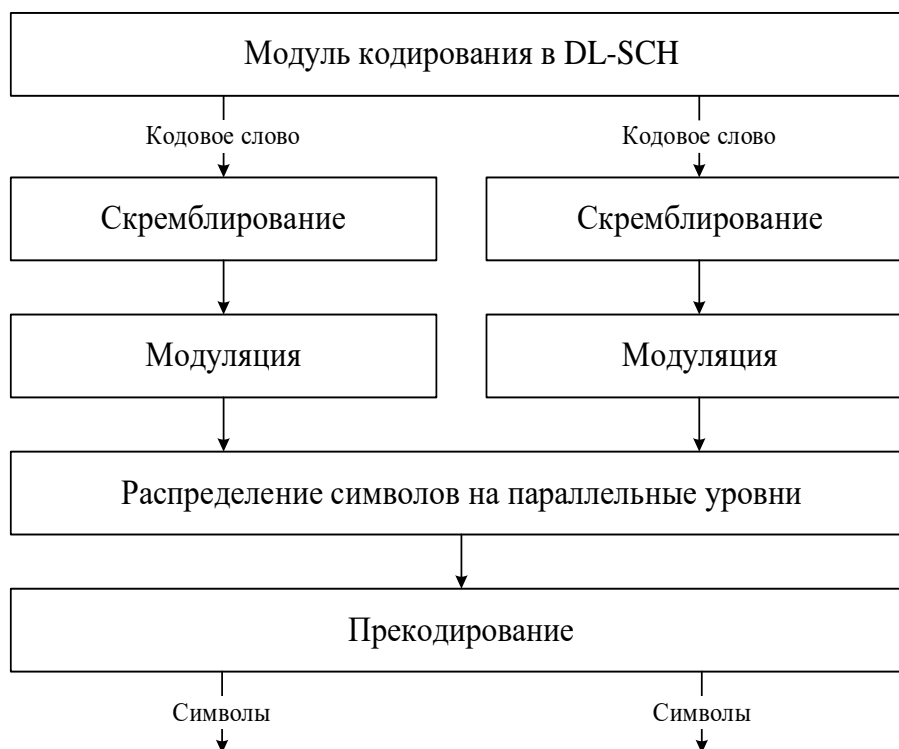 Модуль кодирования в DL-SCH
Кодовое слово Кодовое слово
Скремблирование Скремблирование
Модуляция Модуляция
Распределение символов на параллельные уровни
Прекодирование
Символы Символы